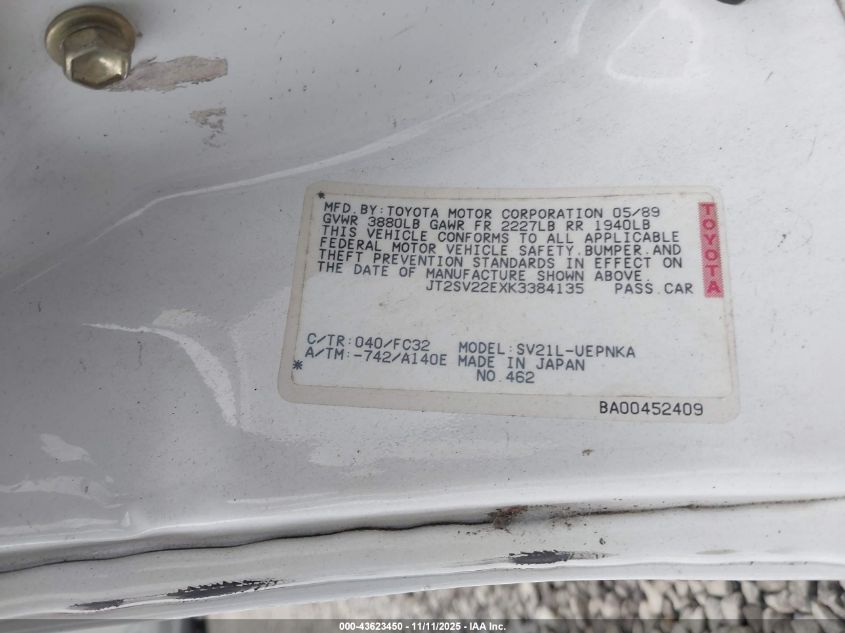 MFD.BY:TOYOTA MOTOR CORPORATION 05/89
GVWR 3880LB GAWR FR 2227LB RR 1940LB
THIS VEHICLE CONFORMS TO ALL APPLICABLE
FEDERAL MOTOR VEHICLE SAFETY.BUMPER.AND
THEFT PREVENTION STANDARDS IN EFFECT ON
THE DATE OF MANUFACTURE SHOWN ABOVE.
JT2SV22EXK3384135 PASS.CAR
TOYOTA
C/TR:040/FC32 MODEL:SV21L-UEPNKA
A/TM:-742/A140E MADE IN JAPAN
NO.462
BA00452409
000-43623450 - 11/11/2025 - IAA Inc.